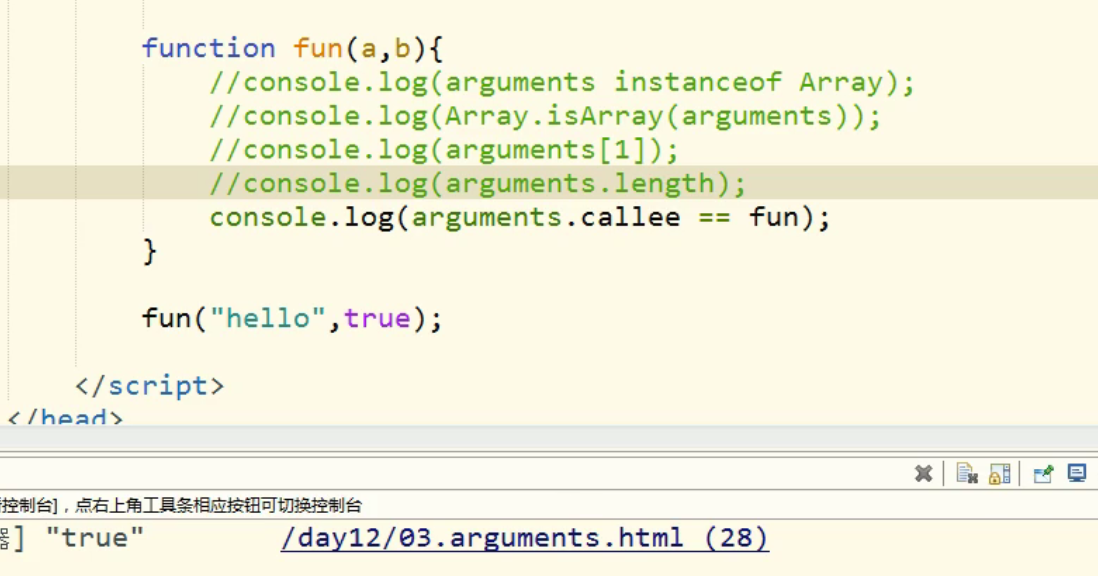 function fun(a,b){
//console.log(arguments instanceof Array);
//console.log(Array.isArray(arguments));
//console.log(arguments[1]);
//console.log(arguments.length);
console.log(arguments.callee == fun);
}
fun("hello",true);
</script>
</head>
控制台]，点右上角工具条相应按钮可切换控制台
器] "true" /day12/03.arguments.html (28)